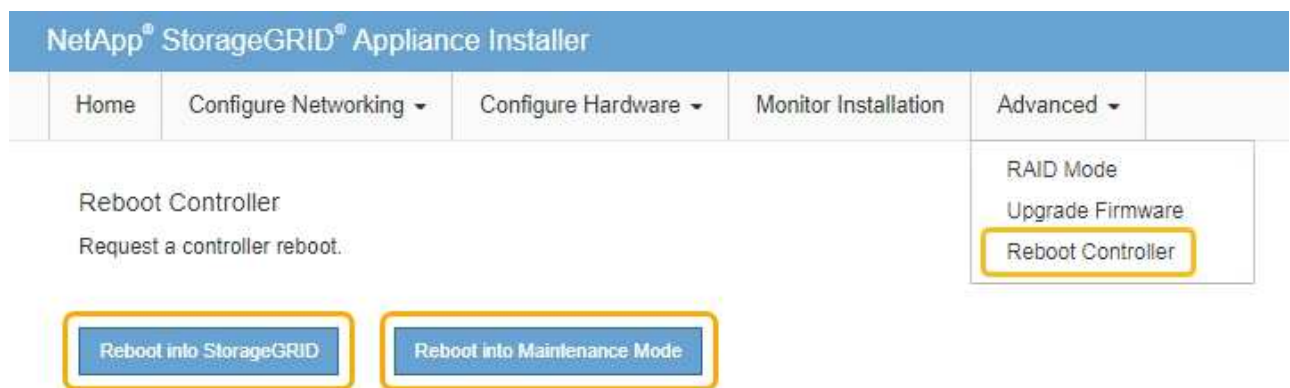 NetApp® StorageGRID® Appliance Installer
Home Configure Networking Configure Hardware Monitor Installation Advanced
RAID Mode
Upgrade Firmware
Reboot Controller
Reboot Controller
Request a controller reboot.
Reboot into StorageGRID Reboot into Maintenance Mode